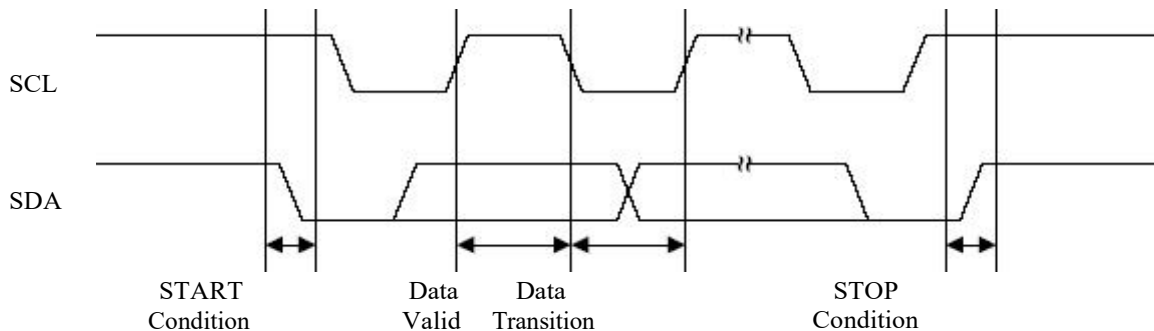 SCL
SDA
START
Condition
Data
Valid
Data
Transition
STOP
Condition